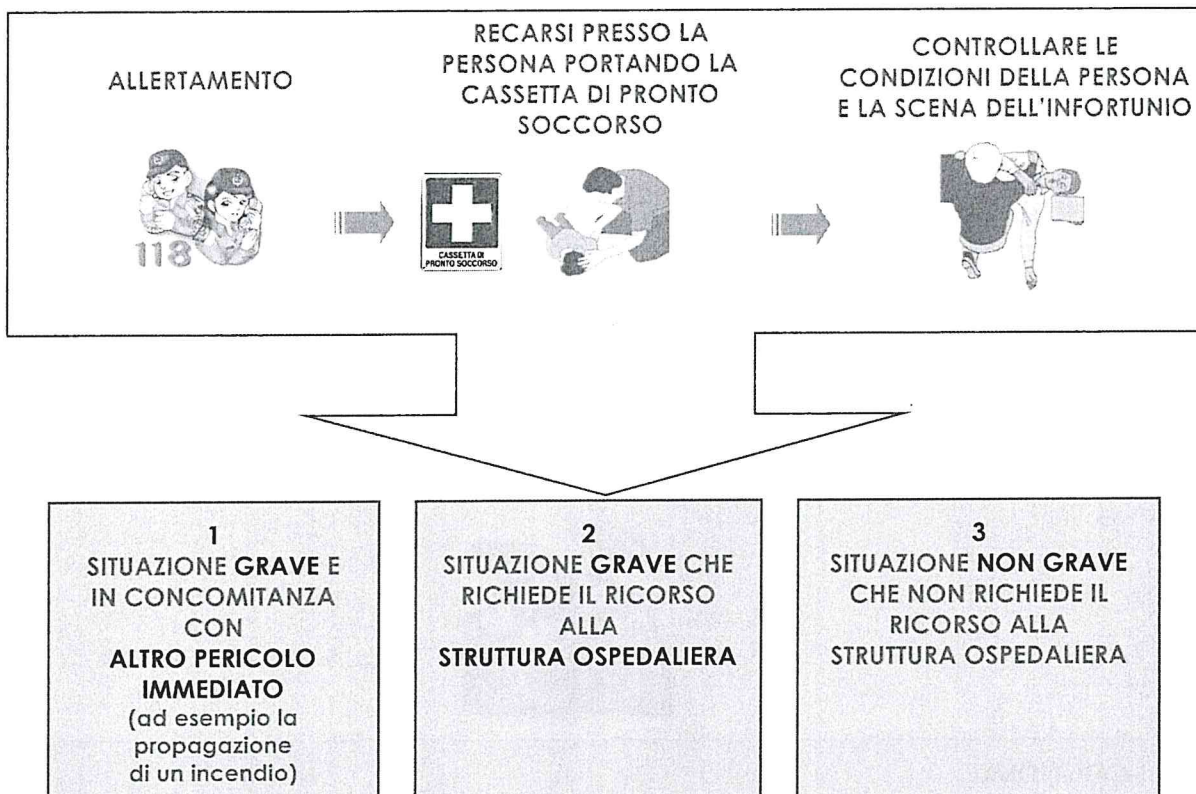 ALLERTAMENTO
118
RECARSI PRESSO LA
PERSONA PORTANDO LA
CASSETTA DI PRONTO
SOCCORSO
CASSETTA DI
PRONTO SOCCORSO
CONTROLLARE LE
CONDIZIONI DELLA PERSONA
E LA SCENA DELL'INFORTUNIO
1
SITUAZIONE GRAVE E
IN CONCOMITANZA
CON
ALTRO PERICOLO
IMMEDIATO
(ad esempio la
propagazione
di un incendio)
2
SITUAZIONE GRAVE CHE
RICHIEDE IL RICORSO
ALLA
STRUTTURA OSPEDALIERA
3
SITUAZIONE NON GRAVE
CHE NON RICHIEDE IL
RICORSO ALLA
STRUTTURA OSPEDALIERA